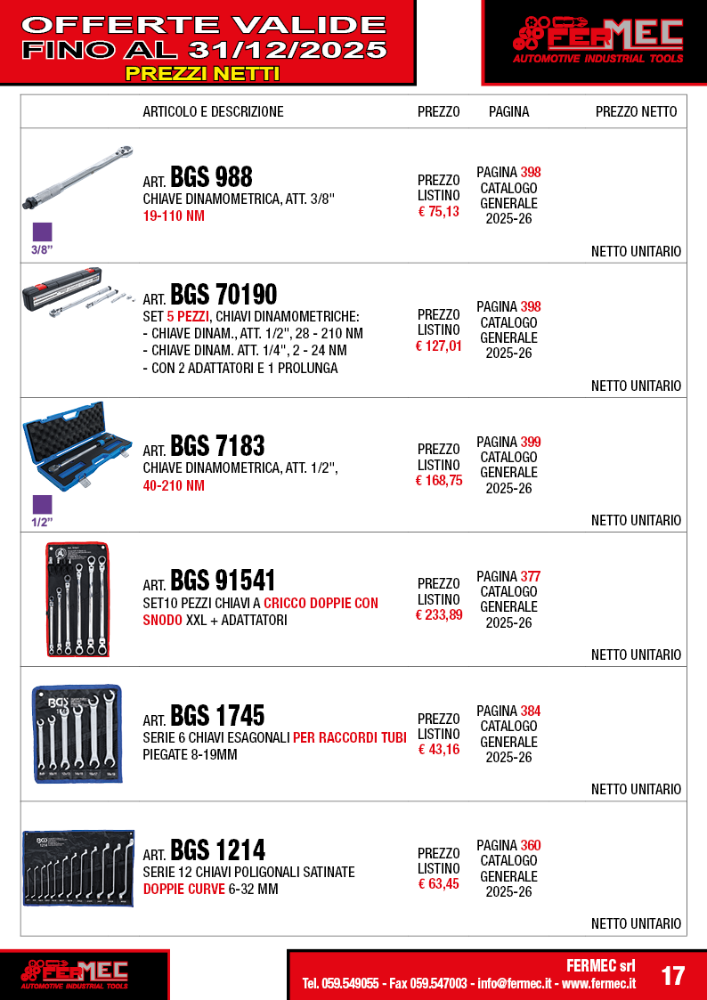 OFFERTE VALIDE
FINO AL 31/12/2025
PREZZI NETTI
FERMEC
AUTOMOTIVE INDUSTRIAL TOOLS
ARTICOLO E DESCRIZIONE PREZZO PAGINA PREZZO NETTO
ART. BGS 988
CHIAVE DINAMOMETRICA, ATT. 3/8"
19-110 NM
3/8”
PREZZO
LISTINO
€ 75,13
PAGINA 398
CATALOGO
GENERALE
2025-26
NETTO UNITARIO
ART. BGS 70190
SET 5 PEZZI, CHIAVI DINAMOMETRICHE:
- CHIAVE DINAM., ATT. 1/2", 28 - 210 NM
- CHIAVE DINAM. ATT. 1/4", 2 - 24 NM
- CON 2 ADATTATORI E 1 PROLUNGA
PREZZO
LISTINO
€ 127,01
PAGINA 398
CATALOGO
GENERALE
2025-26
NETTO UNITARIO
ART. BGS 7183
CHIAVE DINAMOMETRICA, ATT. 1/2",
40-210 NM
1/2”
PREZZO
LISTINO
€ 168,75
PAGINA 399
CATALOGO
GENERALE
2025-26
NETTO UNITARIO
ART. BGS 91541
SET10 PEZZI CHIAVI A CRICCO DOPPIE CON
SNODO XXL + ADATTATORI
PREZZO
LISTINO
€ 233,89
PAGINA 377
CATALOGO
GENERALE
2025-26
NETTO UNITARIO
BGS
ART. BGS 1745
SERIE 6 CHIAVI ESAGONALI PER RACCORDI TUBI
PIEGATE 8-19MM
PREZZO
LISTINO
€ 43,16
PAGINA 384
CATALOGO
GENERALE
2025-26
NETTO UNITARIO
BGS
1214
ART. BGS 1214
SERIE 12 CHIAVI POLIGONALI SATINATE
DOPPIE CURVE 6-32 MM
PREZZO
LISTINO
€ 63,45
PAGINA 360
CATALOGO
GENERALE
2025-26
NETTO UNITARIO
FERMEC
AUTOMOTIVE INDUSTRIAL TOOLS
FERMEC srl
Tel. 059.549055 - Fax 059.547003 - info@fermec.it - www.fermec.it
17